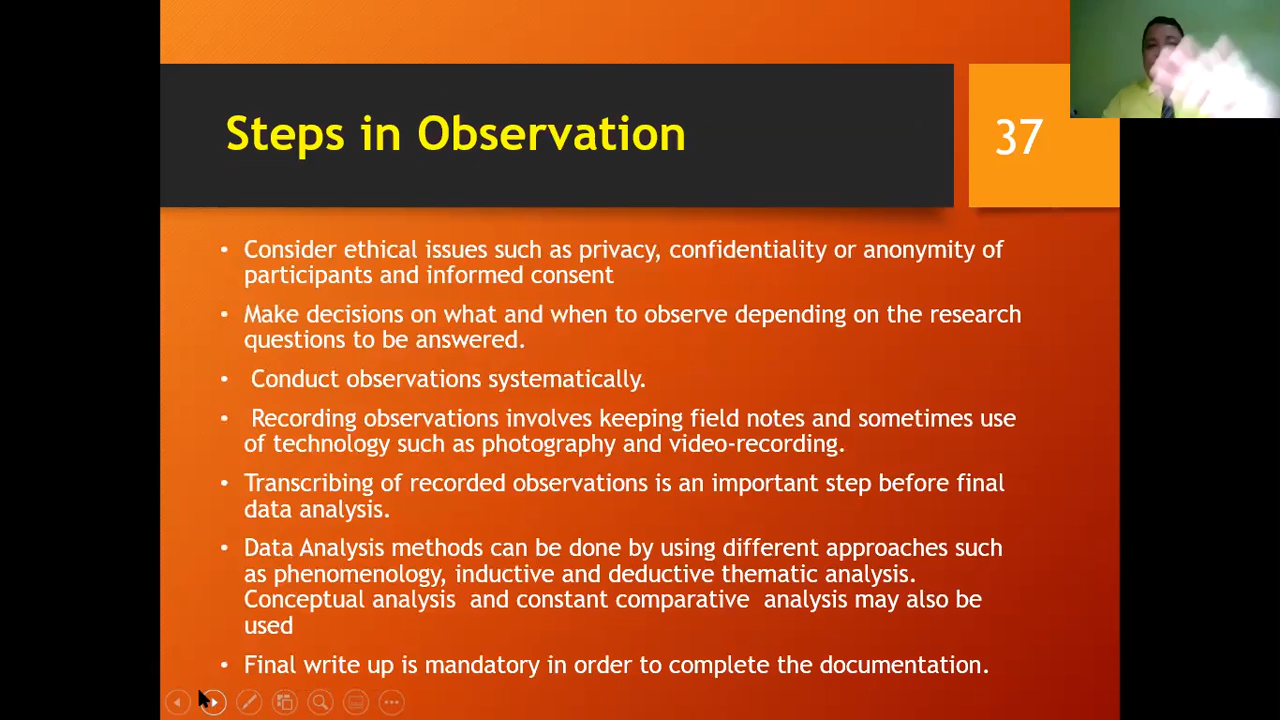 Steps in Observation
37
• Consider ethical issues such as privacy, confidentiality or anonymity of
participants and informed consent
• Make decisions on what and when to observe depending on the research
questions to be answered.
• Conduct observations systematically.
• Recording observations involves keeping field notes and sometimes use
of technology such as photography and video-recording.
• Transcribing of recorded observations is an important step before final
data analysis.
• Data Analysis methods can be done by using different approaches such
as phenomenology, inductive and deductive thematic analysis.
Conceptual analysis  and constant comparative  analysis may also be
used
• Final write up is mandatory in order to complete the documentation.